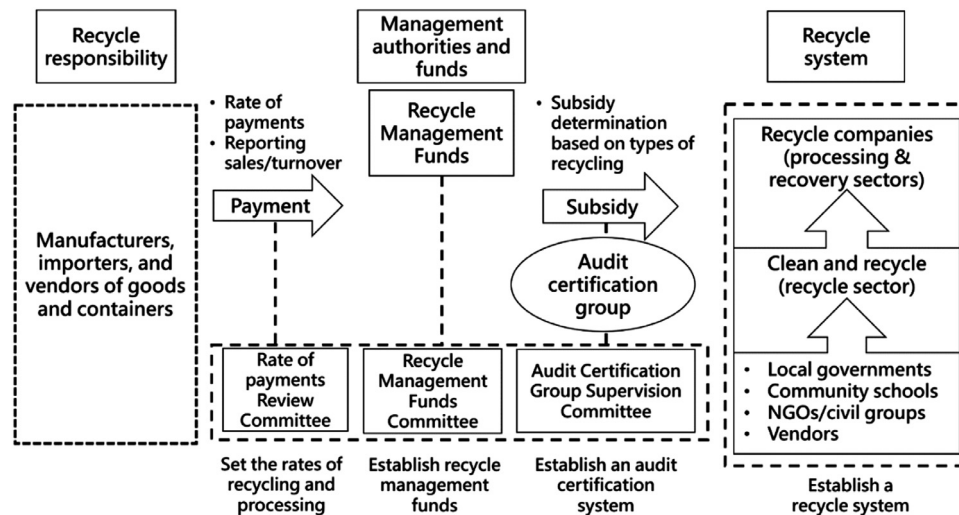 Recycle
responsibility
Management
authorities and
funds
Recycle
system
Manufacturers,
importers, and
vendors of goods
and containers
• Rate of
payments
• Reporting
sales/turnover
Payment
Recycle
Management
Funds
• Subsidy
determination
based on types of
recycling
Subsidy
Audit
certification
group
Rate of
payments
Review
Committee
Recycle
Management
Funds
Committee
Audit Certification
Group Supervision
Committee
Set the rates of
recycling and
processing
Establish recycle
management
funds
Establish an audit
certification
system
Recycle companies
(processing &
recovery sectors)
Clean and recycle
(recycle sector)
• Local governments
• Community schools
• NGOs/civil groups
• Vendors
Establish a
recycle system